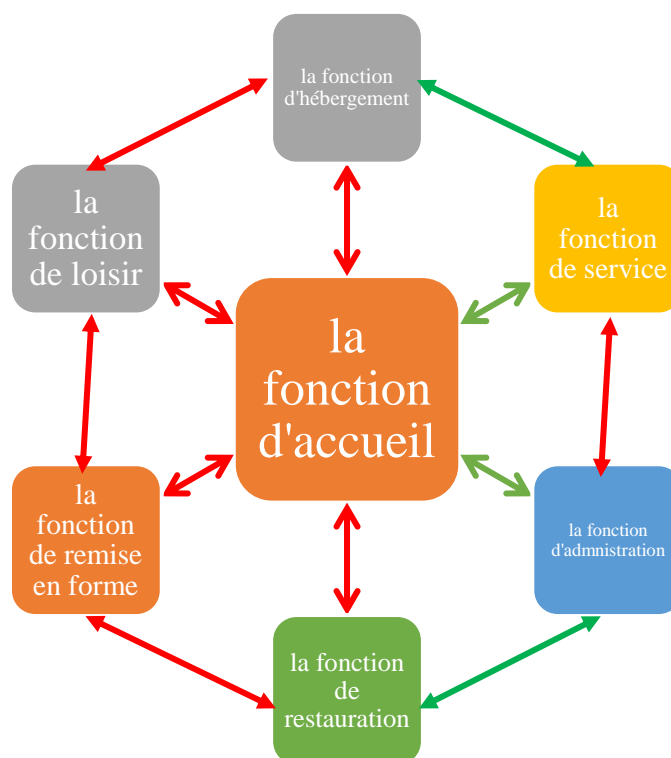 la fonction
d'hébergement
la
fonction
de loisir
la
fonction
de service
la
fonction
d'accueil
la
fonction
de remise
en forme
la fonction
d'admnistration
la fonction
de
restauration